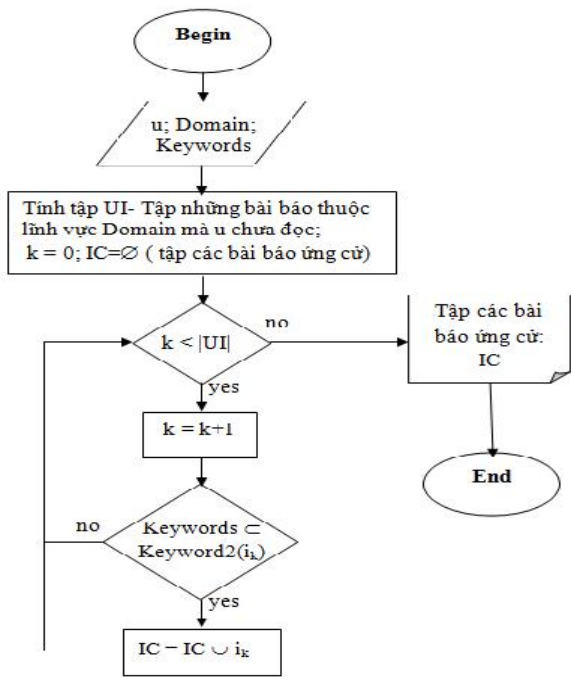 Begin
u; Domain;
Keywords
Tính tập UI- Tập những bài báo thuộc
lĩnh vực Domain mà u chưa đọc;
k = 0; IC=∅ ( tập các bài báo ứng cử)
k < |UI|
no
Tập các bài
báo ứng cử:
IC
yes
k = k+1
End
no
Keywords ⊂
Keyword2(iₖ)
yes
IC = IC ∪ iₖ